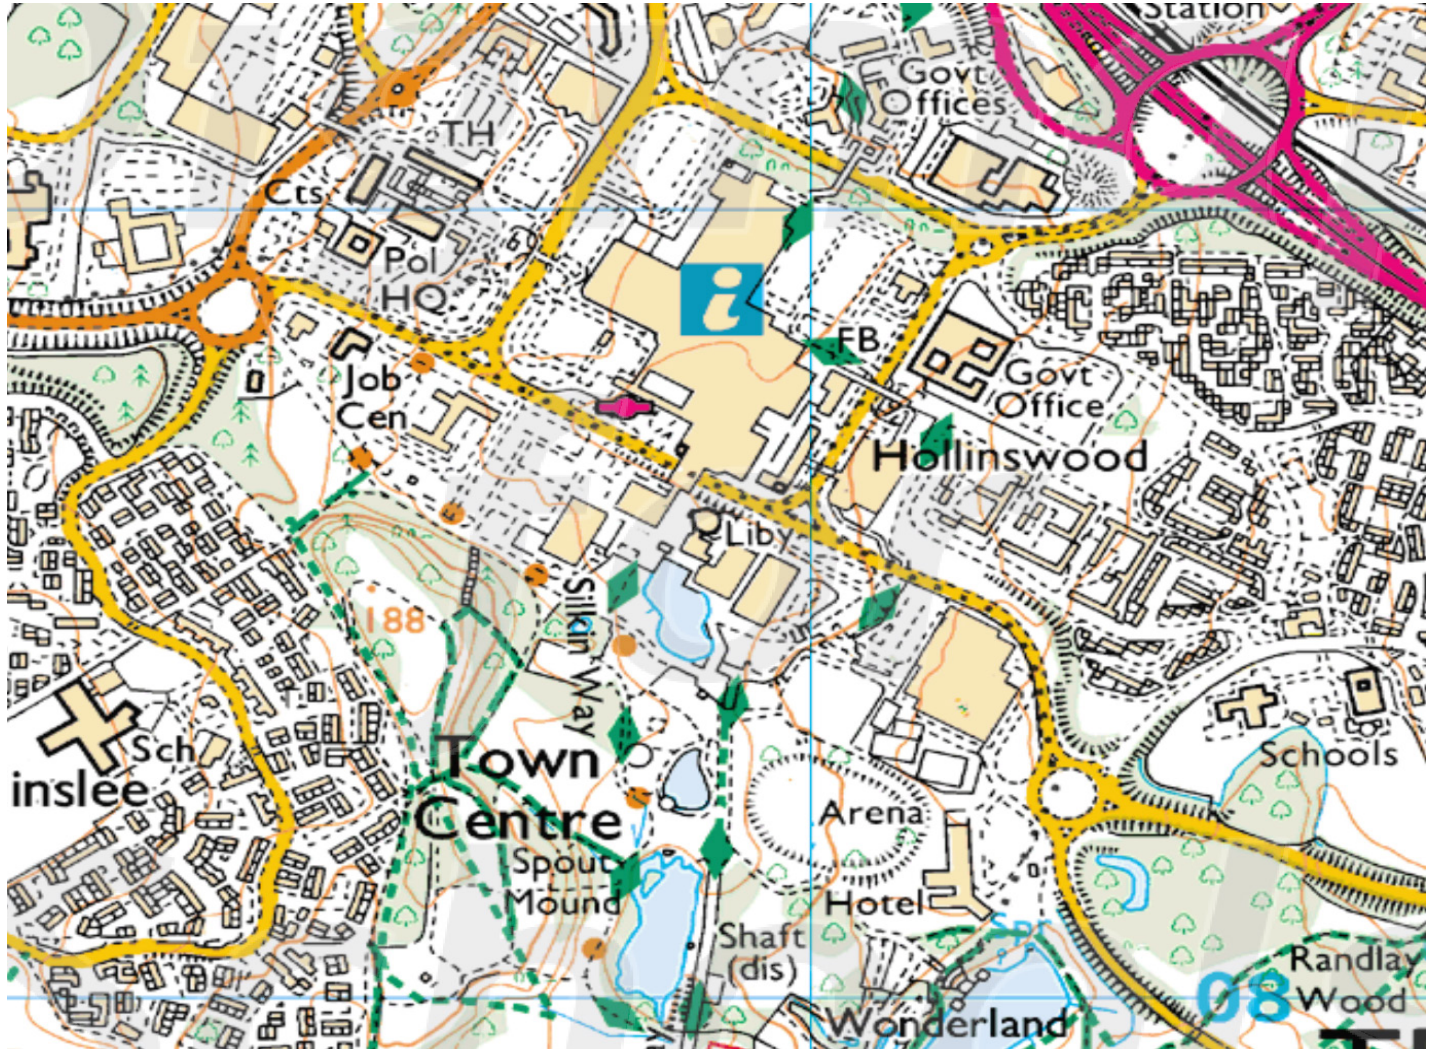 Station
Govt
Offices
TH
Cts
Pol
HQ
i
FB
Job
Cen
Govt
Office
Hollinswood
Liby
Silkin Way
188
Sch
Schools
inslee
Town
Centre
Arena
Spout
Mound
Hotel
Spr
Shaft
(dis)
Randlay
Wood
08
Wonderland